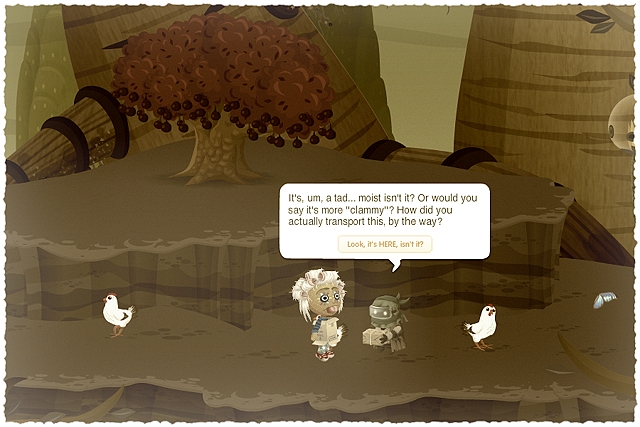 It's, um, a tad... moist isn't it? Or would you
say it's more "clammy"? How did you
actually transport this, by the way?
Look, it's HERE, isn't it?